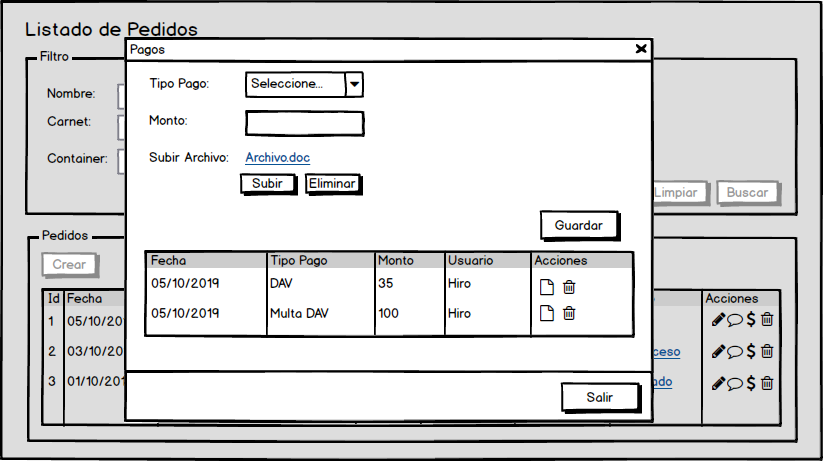 Listado de Pedidos
Pagos
Filtro
Nombre:
Carnet:
Container:
Tipo Pago: Seleccione...
Monto:
Subir Archivo: Archivo.doc
Subir Eliminar
Limpiar Buscar
Guardar
Pedidos
Crear
Fecha Tipo Pago Monto Usuario Acciones
05/10/2019 DAV 35 Hiro
05/10/2019 Multa DAV 100 Hiro
Id Fecha Acciones
1 05/10/20 $
2 03/10/20 ceso $
3 01/10/201 ado $
Salir